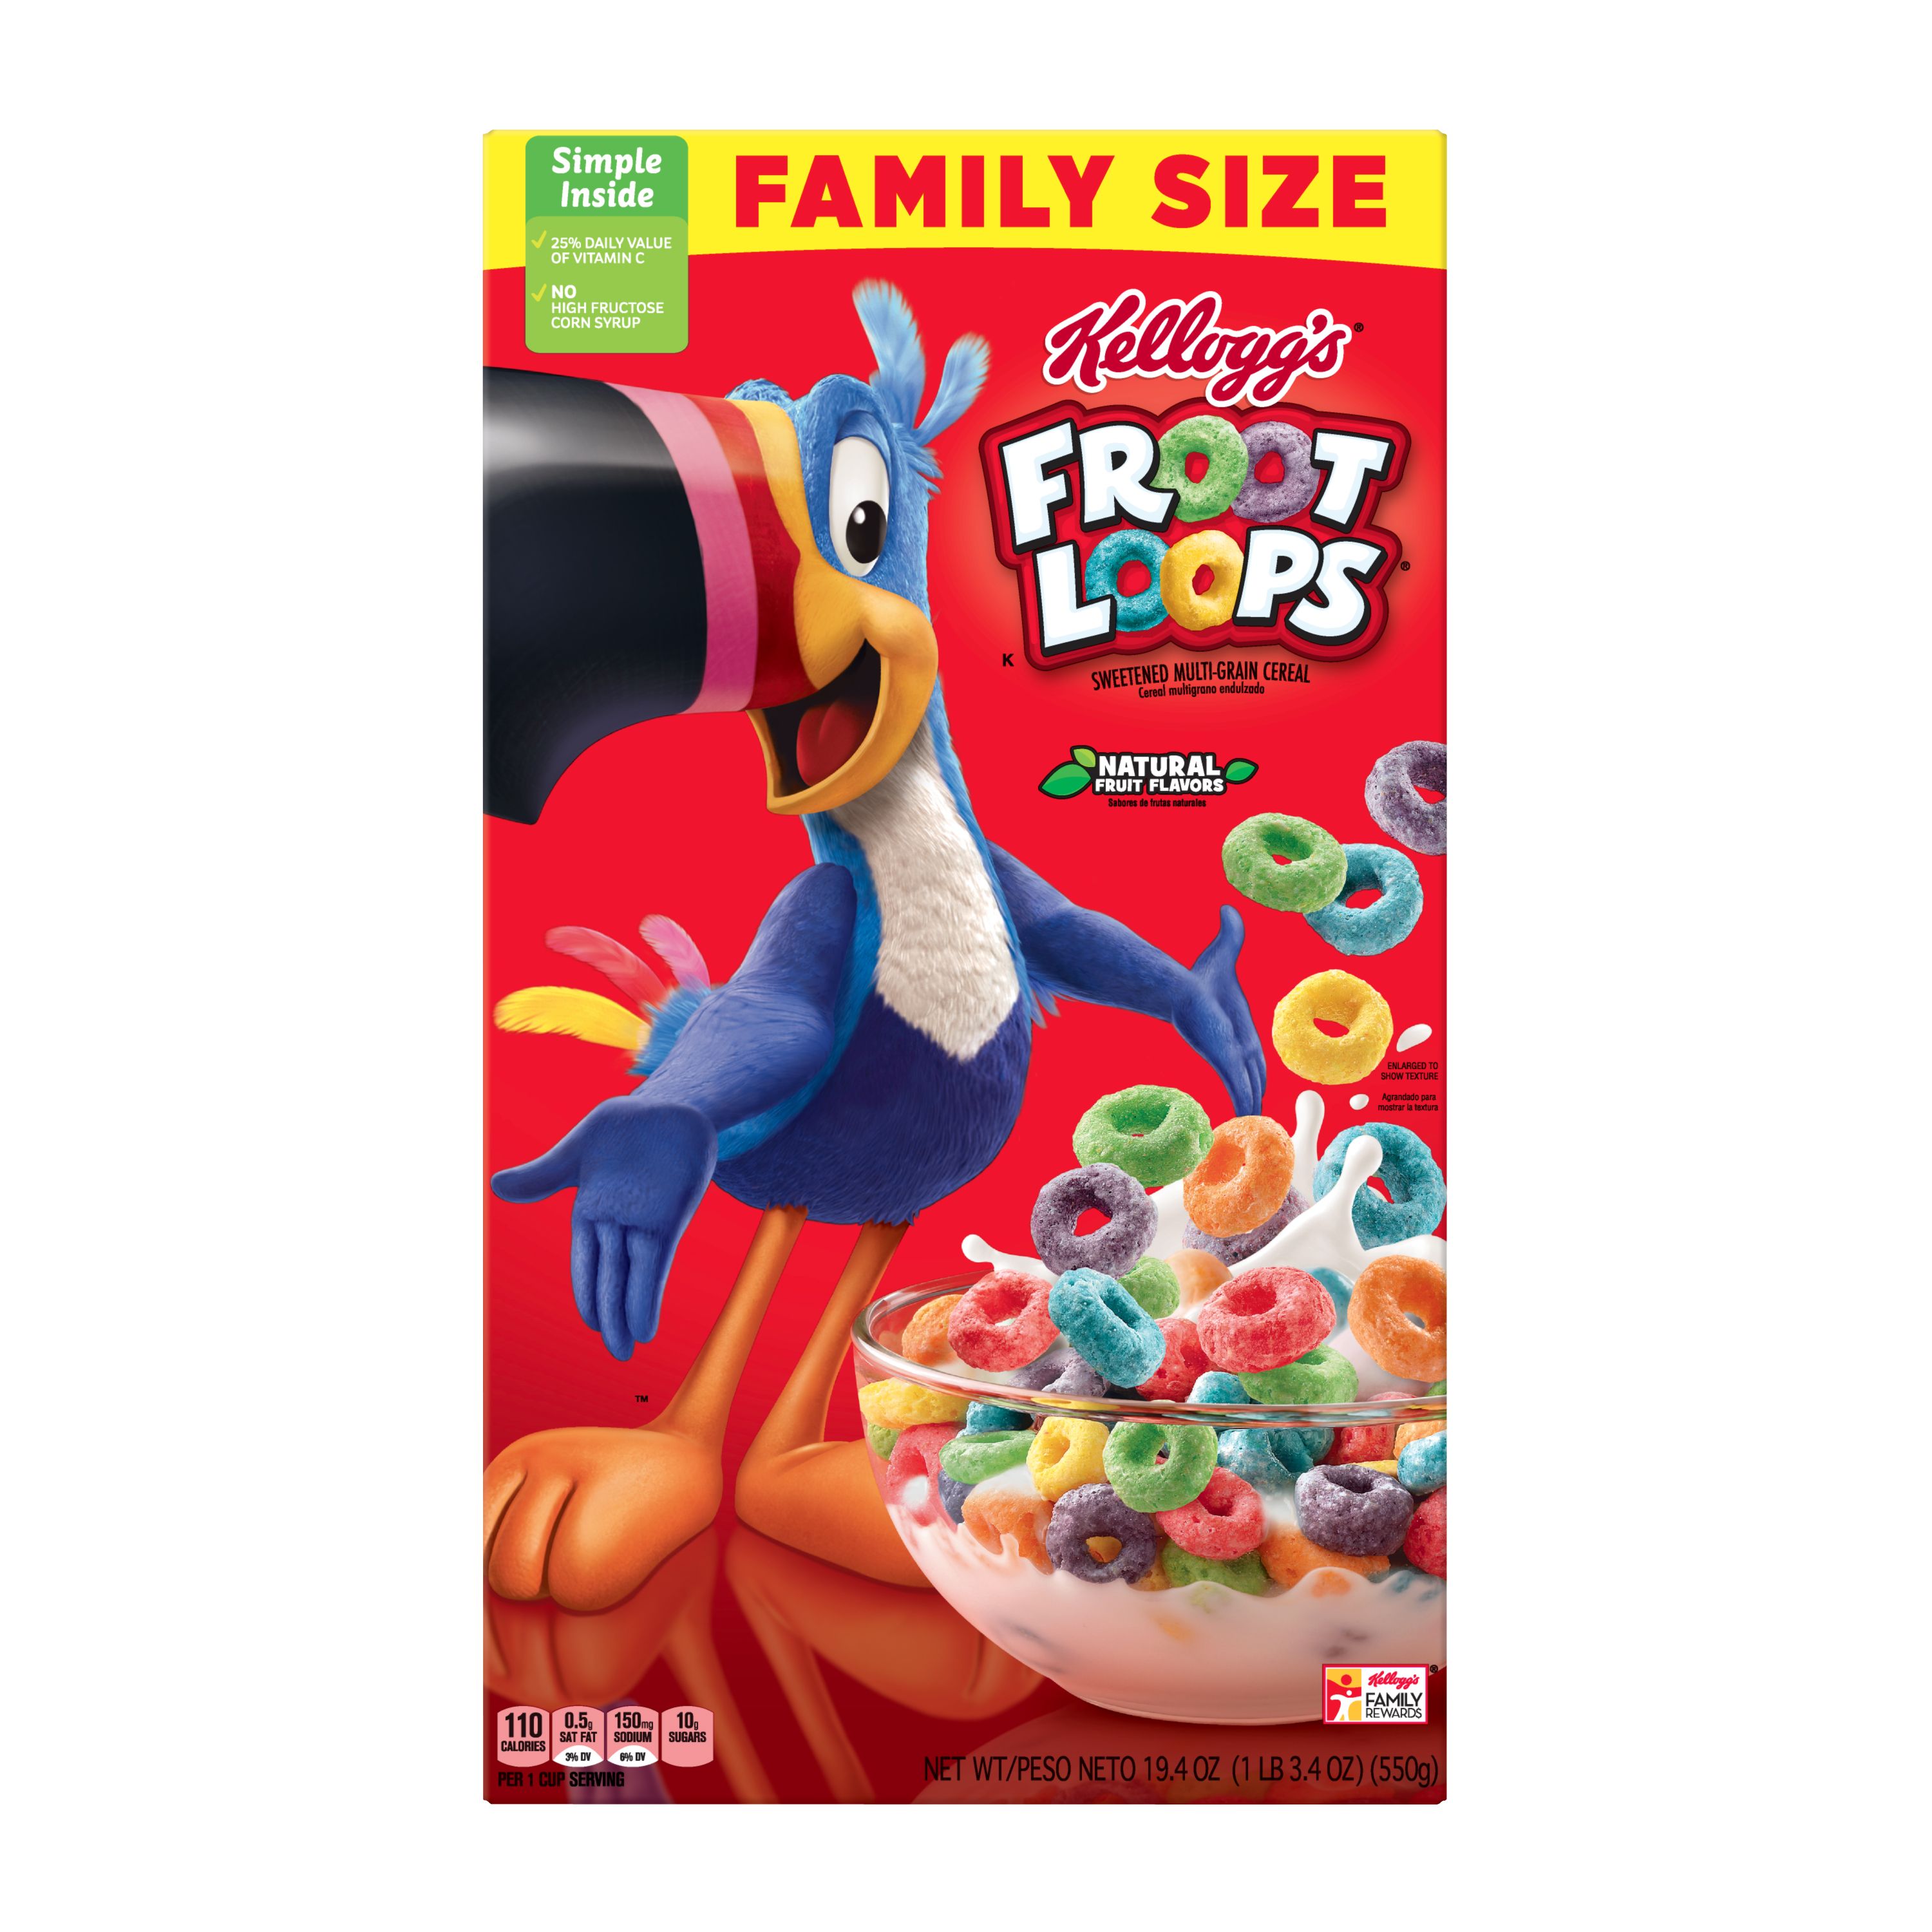 Simple
Inside
25% DAILY VALUE
OF VITAMIN C
NO
HIGH FRUCTOSE
CORN SYRUP
FAMILY SIZE
Kellogg's®
FROOT
LOOPS®
K
SWEETENED MULTI-GRAIN CEREAL
Cereal multigrano endulzado
NATURAL
FRUIT FLAVORS
Sabores de frutas naturales
ENLARGED TO
SHOW TEXTURE
Agrandado para
mostrar la textura
TM
Kellogg's®
FAMILY
REWARDS
110
CALORIES
0.5g
SAT FAT
3% DV
150mg
SODIUM
6% DV
10g
SUGARS
PER 1 CUP SERVING
NET WT/PESO NETO 19.4 OZ (1 LB 3.4 OZ) (550g)